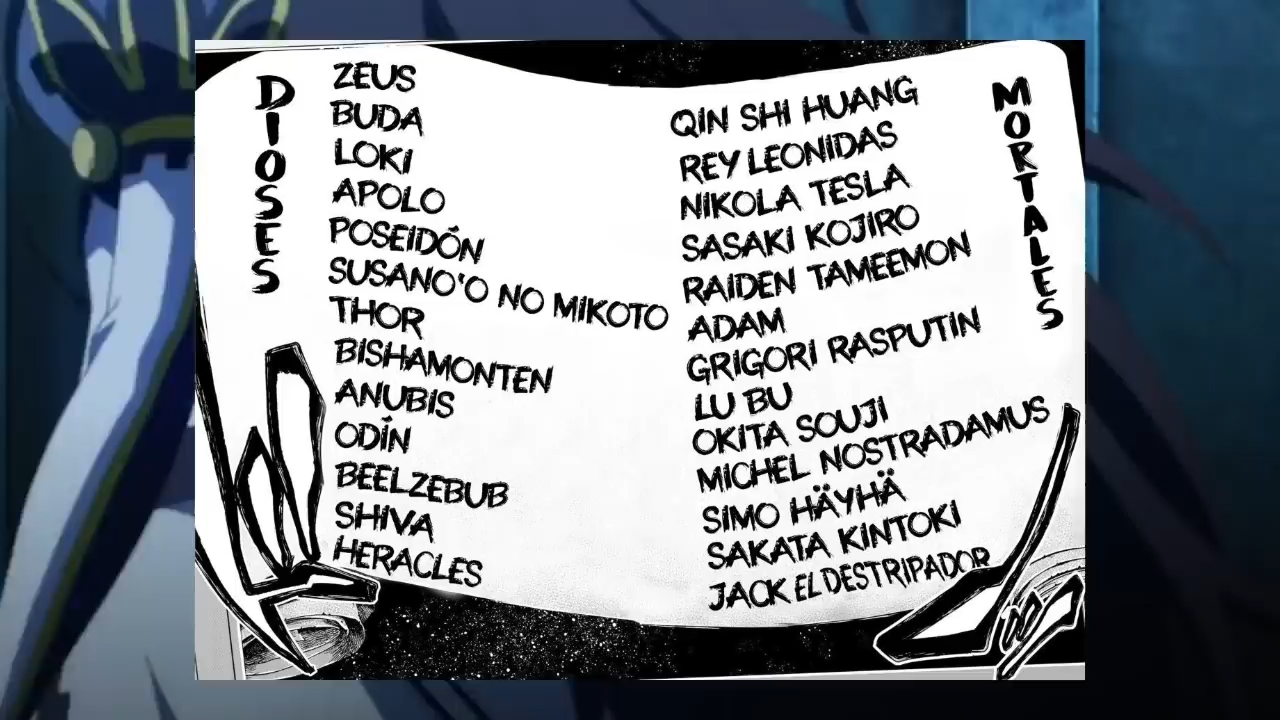 DIOSES
ZEUS
BUDA
LOKI
APOLO
POSEIDÓN
SUSANO'O NO MIKOTO
THOR
BISHAMONTEN
ANUBIS
ODÍN
BEELZEBUB
SHIVA
HERACLES
MORTALES
QIN SHI HUANG
REY LEONIDAS
NIKOLA TESLA
SASAKI KOJIRO
RAIDEN TAMEEMON
ADAM
GRIGORI RASPUTIN
LU BU
OKITA SOUJI
MICHEL NOSTRADAMUS
SIMO HÄYHÄ
SAKATA KINTOKI
JACK EL DESTRIPADOR